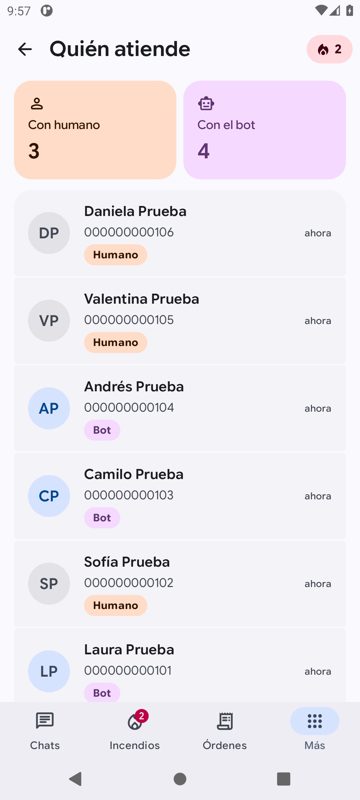 9:57
Quién atiende
2
Con humano
3
Con el bot
4
DP
Daniela Prueba
000000000106
Humano
ahora
VP
Valentina Prueba
000000000105
Humano
ahora
AP
Andrés Prueba
000000000104
Bot
ahora
CP
Camilo Prueba
000000000103
Bot
ahora
SP
Sofía Prueba
000000000102
Humano
ahora
LP
Laura Prueba
000000000101
Bot
ahora
Chats
2
Incendios
Órdenes
Más